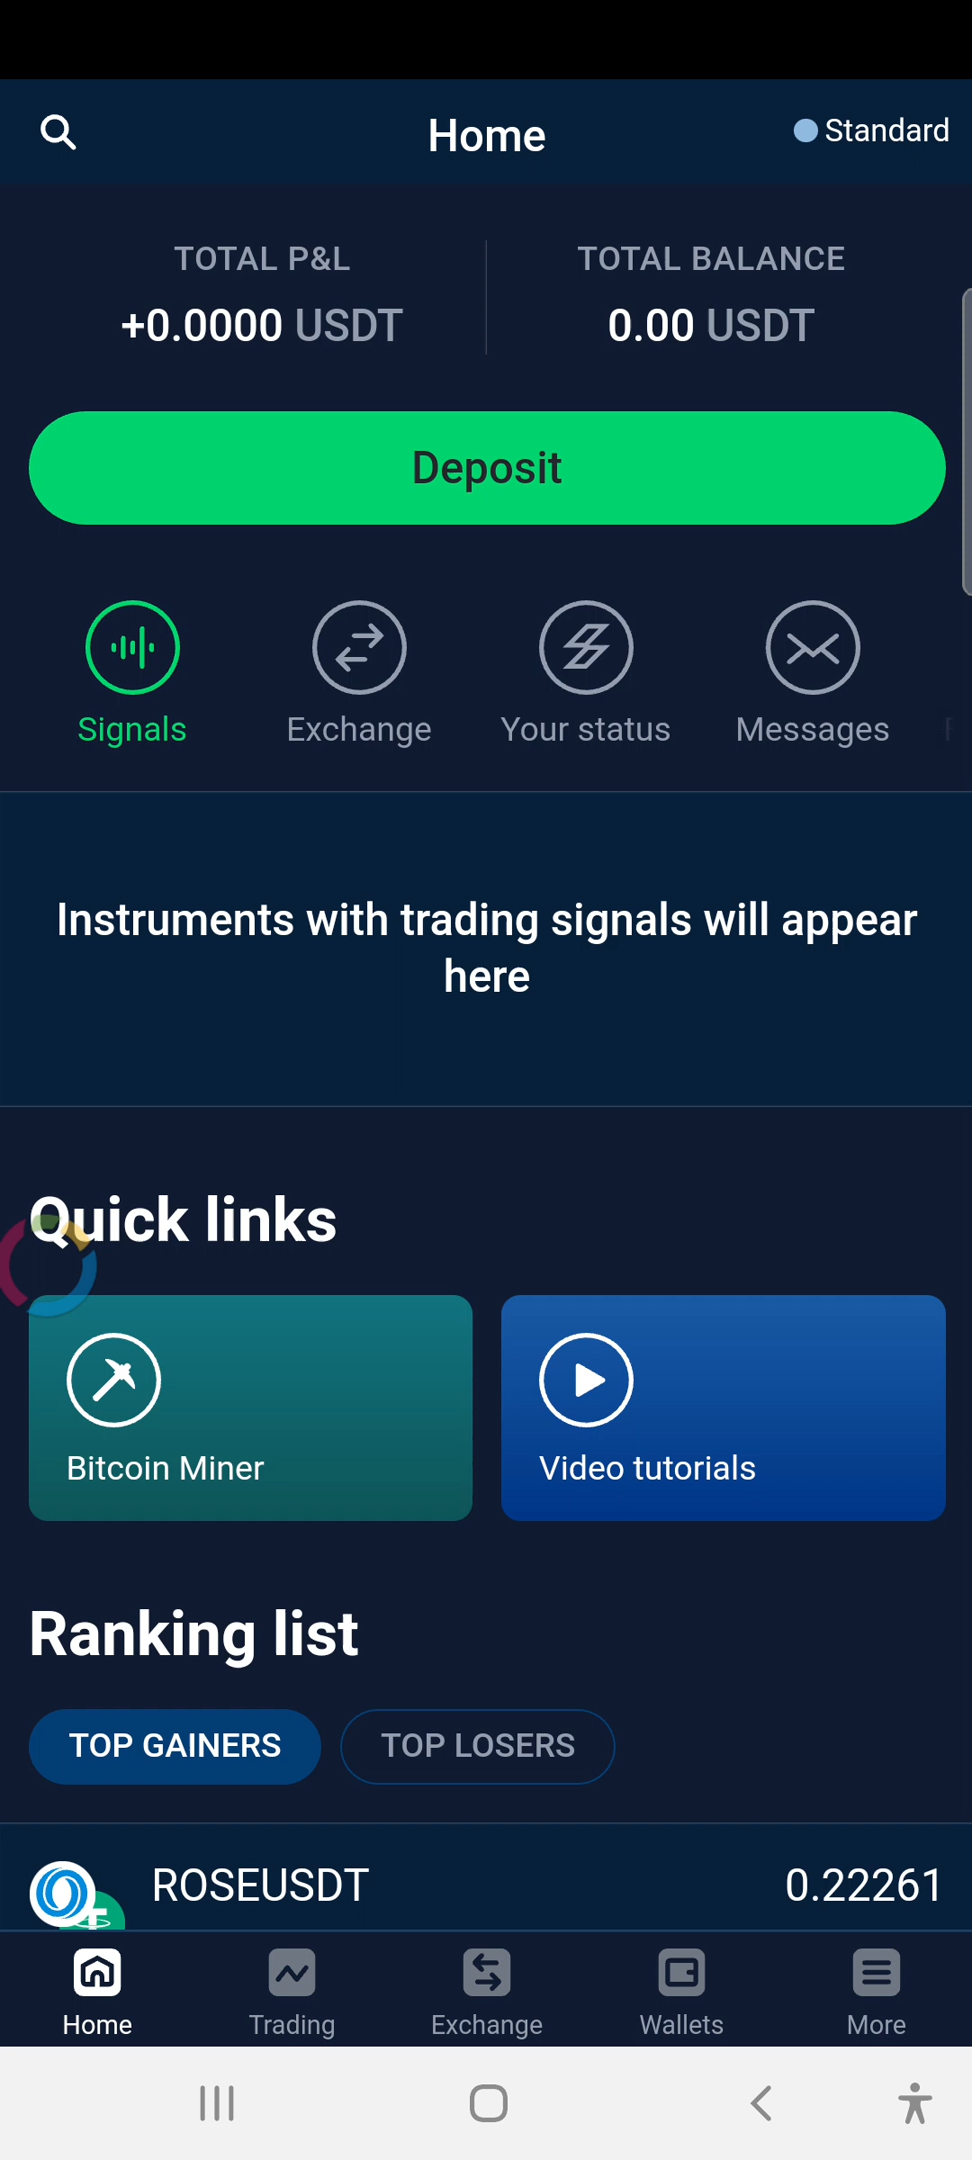 Home
Standard
TOTAL P&L
TOTAL BALANCE
+0.0000 USDT
0.00 USDT
Deposit
Signals
Exchange
Your status
Messages
Instruments with trading signals will appear
here
Quick links
Bitcoin Miner
Video tutorials
Ranking list
TOP GAINERS
TOP LOSERS
ROSEUSDT
0.22261
Home
Trading
Exchange
Wallets
More